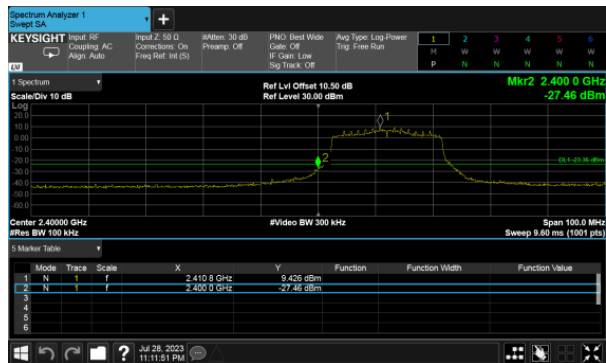 Spectrum Analyzer 1
Swept SA
KEYSIGHT Input: RF Input Z: 50 Ω #Atten: 30 dB PNO: Best Wide Avg Type: Log-Power 1 2 3 4 5 6
Coupling: AC Corrections: On Preamp: Off Gate: Off Trig: Free Run M W W W W W
Align: Auto Freq Ref: Int (S) IF Gain: Low P N N N N N
Sig Track: Off
1 Spectrum Ref Lvl Offset 10.50 dB Mkr2 2.400 0 GHz
Scale/Div 10 dB Ref Level 30.00 dBm -27.46 dBm
Log
20.0
10.0
0.00
-10.0
-20.0
-30.0
-40.0
-50.0
-60.0
1
2
Center 2.40000 GHz #Video BW 300 kHz Span 100.0 MHz
#Res BW 100 kHz Sweep 9.60 ms (1001 pts)
5 Marker Table
Mode Trace Scale X Y Function Function Width Function Value
1 N 1 f 2.410 8 GHz 9.426 dBm
2 N 1 f 2.400 0 GHz -27.46 dBm
3
4
5
6
? Jul 28, 2023
11:11:51 PM